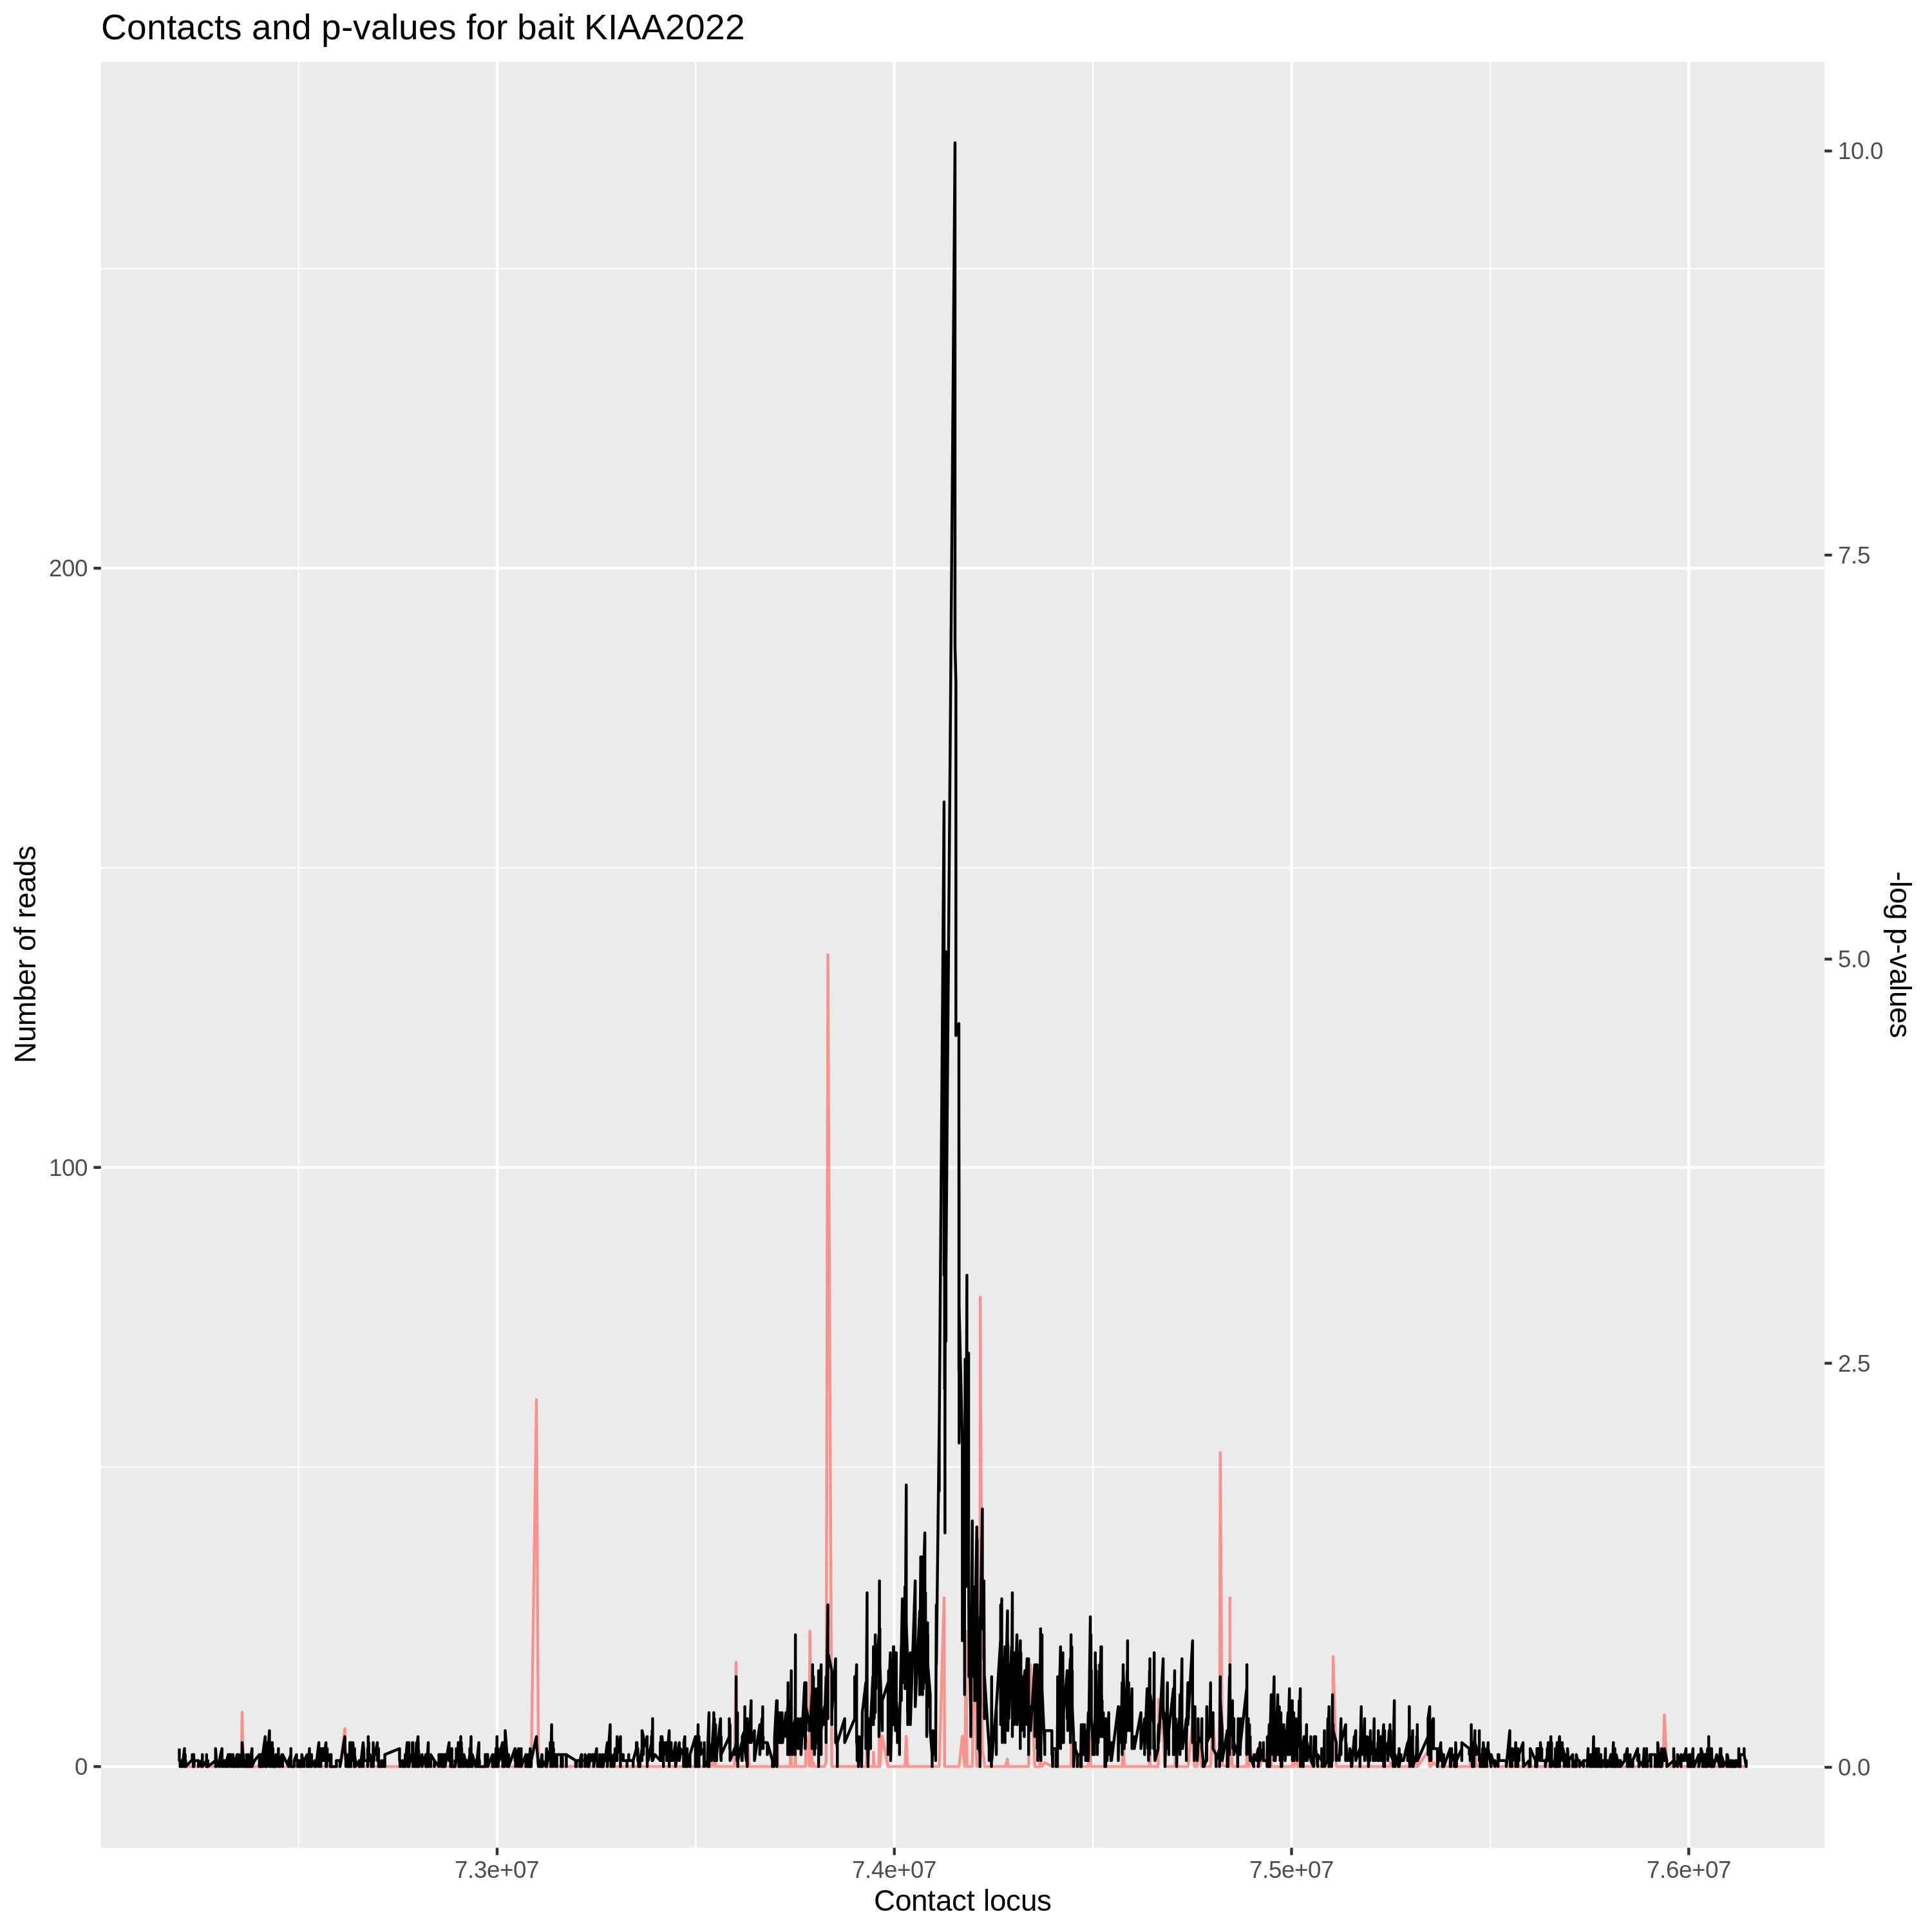 Contacts and p-values for bait KIAA2022
Number of reads
200
100
0
10.0
7.5
5.0
2.5
0.0
-log p-values
7.3e+07
7.4e+07
7.5e+07
7.6e+07
Contact locus